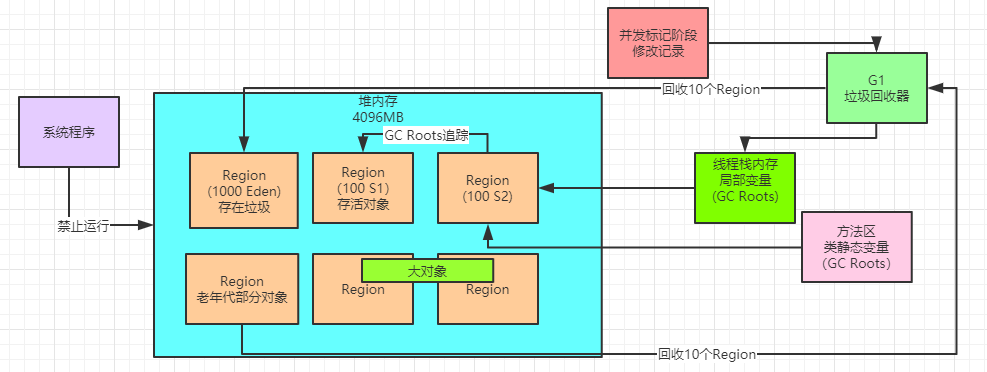 并发标记阶段
修改记录
G1
垃圾回收器
回收10个Region
系统程序
堆内存
4096MB
GC Roots追踪
Region
(1000 Eden)
存在垃圾
Region
(100 S1)
存活对象
Region
(100 S2)
线程栈内存
局部变量
(GC Roots)
禁止运行
方法区
类静态变量
(GC Roots)
大对象
Region
老年代部分对象
Region
Region
回收10个Region